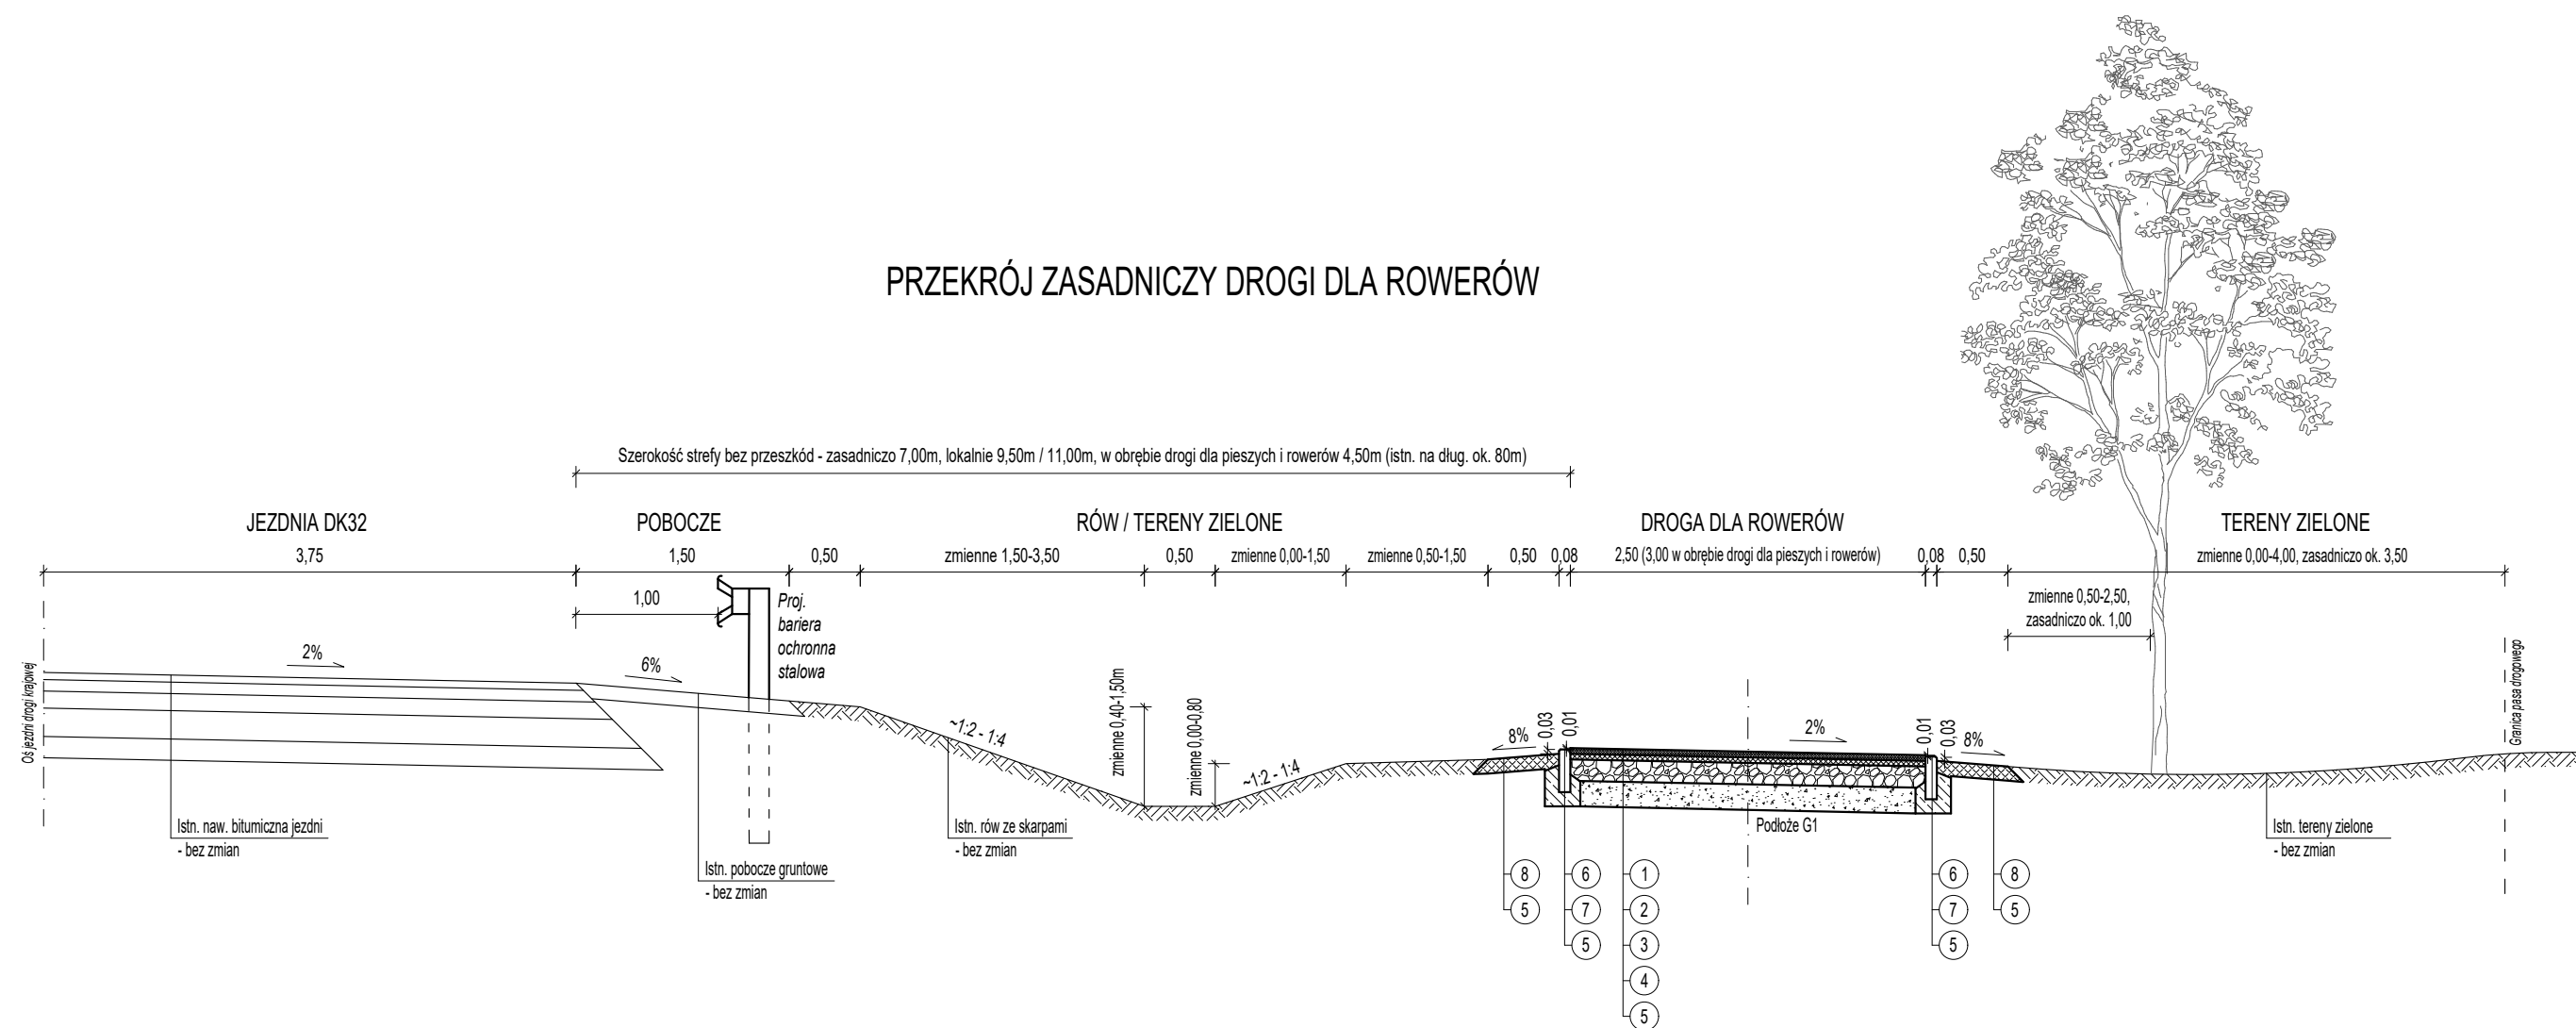 PRZEKRÓJ ZASADNICZY DROGI DLA ROWERÓW
Szerokość strefy bez przeszkód - zasadniczo 7,00m, lokalnie 9,50m / 11,00m, w obrębie drogi dla pieszych i rowerów 4,50m (istn. na dług. ok. 80m)
JEZDNIA DK32
POBOCZE
RÓW / TERENY ZIELONE
DROGA DLA ROWERÓW
TERENY ZIELONE
3,75
1,50
0,50
zmienne 1,50-3,50
0,50
zmienne 0,00-1,50
zmienne 0,50-1,50
0,50
0,08
2,50 (3,00 w obrębie drogi dla pieszych i rowerów)
0,08
0,50
zmienne 0,00-4,00, zasadniczo ok. 3,50
1,00
Proj.
bariera
ochronna
stalowa
zmienne 0,50-2,50,
zasadniczo ok. 1,00
Oś jezdni drogi krajowej
2%
6%
~1:2 - 1:4
zmienne 0,40-1,50m
zmienne 0,00-0,80
~1:2 - 1:4
8%
0,03
0,01
2%
0,01
0,03
8%
Granica pasa drogowego
Istn. naw. bitumiczna jezdni
- bez zmian
Istn. pobocze gruntowe
- bez zmian
Istn. rów ze skarpami
- bez zmian
Podłoże G1
Istn. tereny zielone
- bez zmian
8
5
6
7
5
1
2
3
4
5
6
7
5
8
5